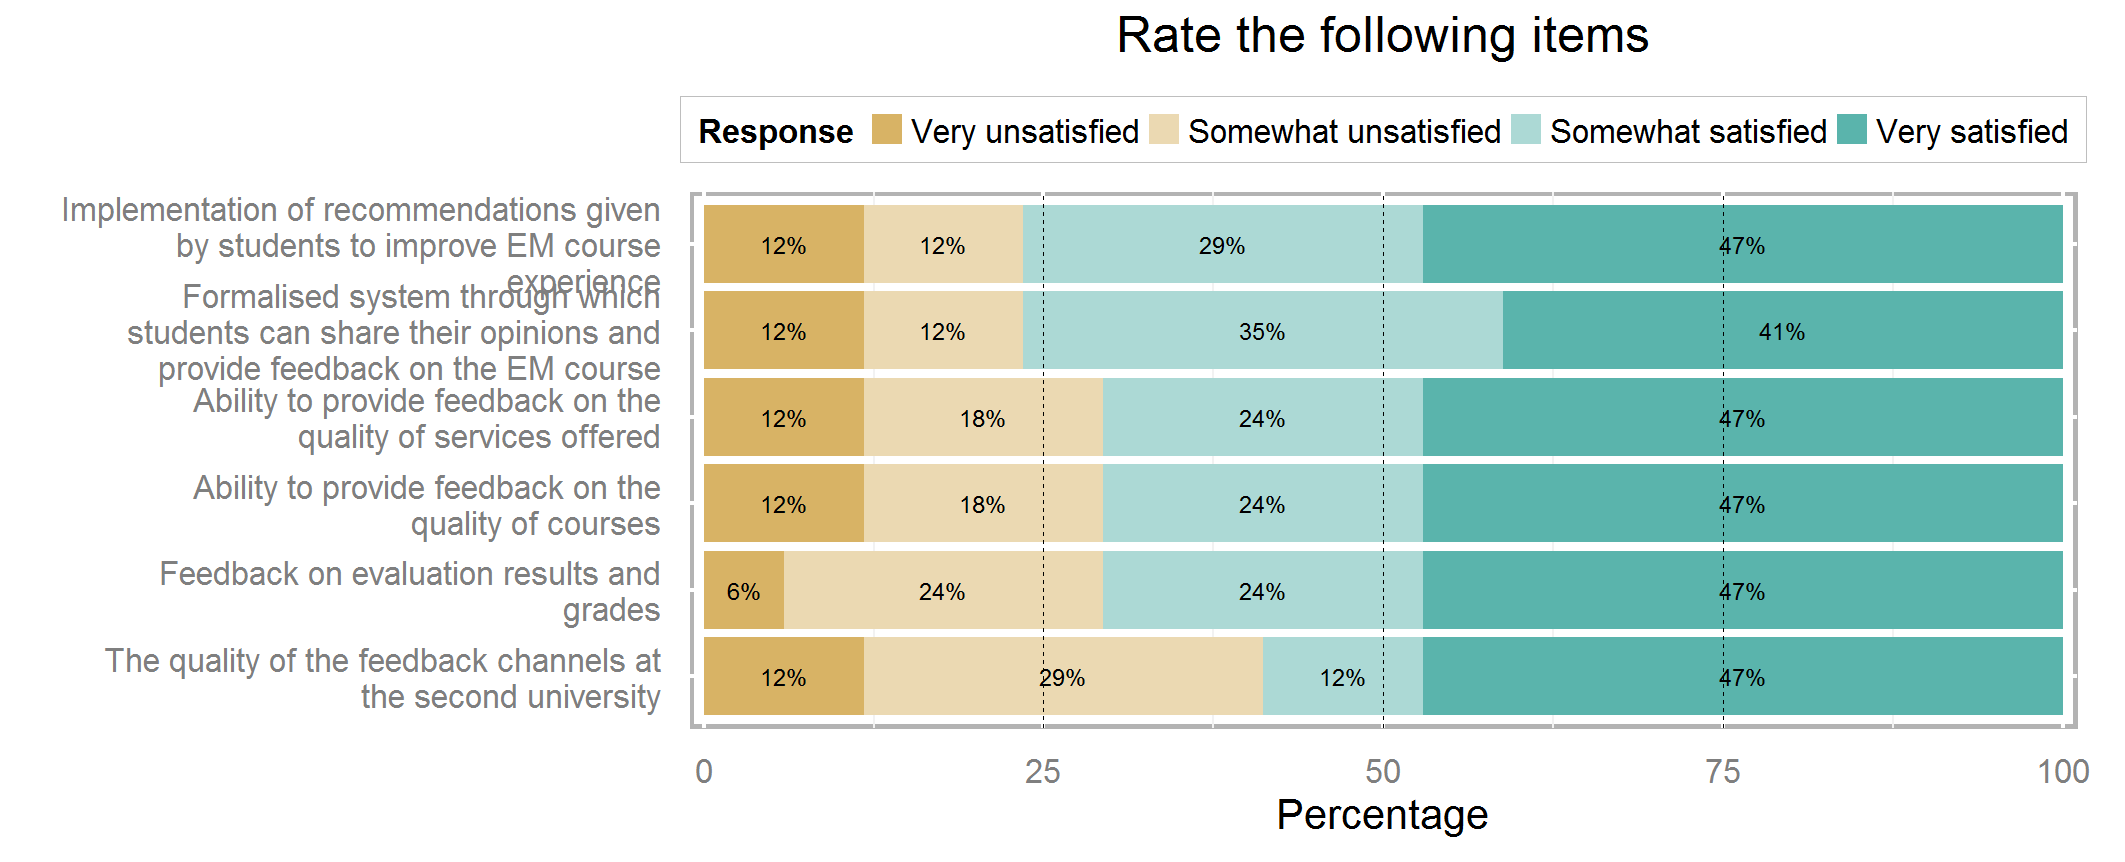 Rate the following items
Response Very unsatisfied Somewhat unsatisfied Somewhat satisfied Very satisfied
Implementation of recommendations given
by students to improve EM course
experience
12% 12% 29% 47%
Formalised system through which
students can share their opinions and
provide feedback on the EM course
12% 12% 35% 41%
Ability to provide feedback on the
quality of services offered
12% 18% 24% 47%
Ability to provide feedback on the
quality of courses
12% 18% 24% 47%
Feedback on evaluation results and
grades
6% 24% 24% 47%
The quality of the feedback channels at
the second university
12% 29% 12% 47%
0 25 50 75 100
Percentage